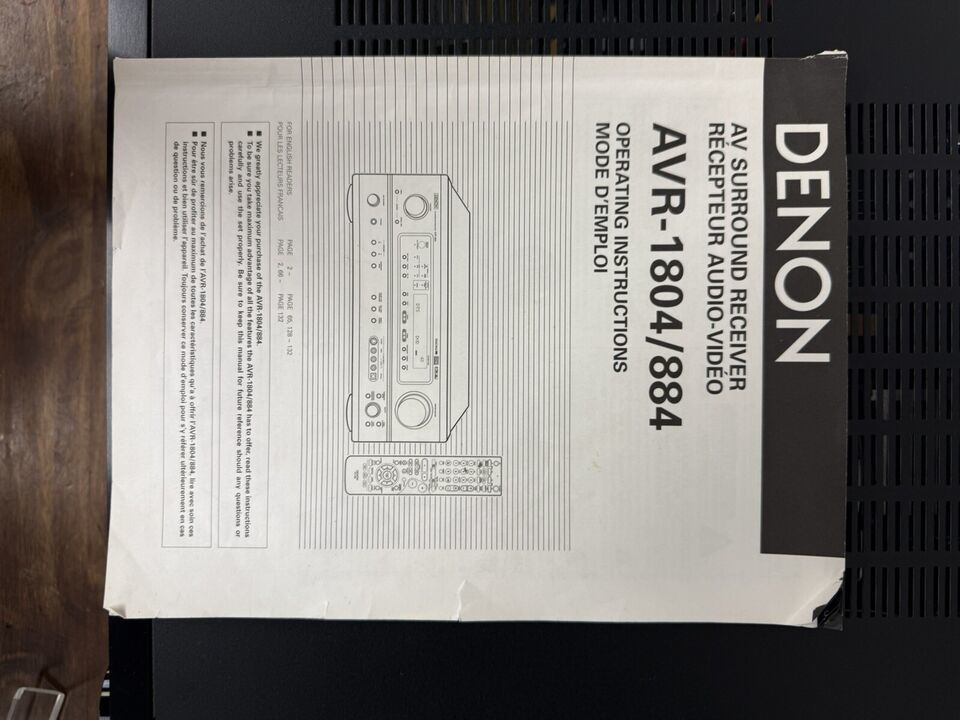 DENON
AV SURROUND RECEIVER
RÉCEPTEUR AUDIO-VIDÉO
AVR-1804/884
OPERATING INSTRUCTIONS
MODE D'EMPLOI
FOR ENGLISH READERS PAGE 2 ~ PAGE 65, 128 ~ 132
POUR LES LECTEURS FRANCAIS PAGE 2, 66 ~ PAGE 132
■ We greatly appreciate your purchase of the AVR-1804/884.
■ To be sure you take maximum advantage of all the features the AVR-1804/884 has to offer, read these instructions
carefully and use the set properly. Be sure to keep this manual for future reference should any questions or
problems arise.
■ Nous vous remercions de l'achat de l'AVR-1804/884.
■ Pour être sûr de profiter au maximum de toutes les caractéristiques qu'a à offrir l'AVR-1804/884, lire avec soin ces
instructions et bien utiliser l'appareil. Toujours conserver ce mode d'emploi pour s'y référer ultérieurement en cas
de question ou de problème.